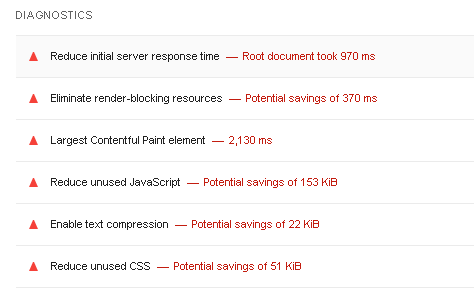 DIAGNOSTICS
Reduce initial server response time — Root document took 970 ms
Eliminate render-blocking resources — Potential savings of 370 ms
Largest Contentful Paint element — 2,130 ms
Reduce unused JavaScript — Potential savings of 153 KiB
Enable text compression — Potential savings of 22 KiB
Reduce unused CSS — Potential savings of 51 KiB